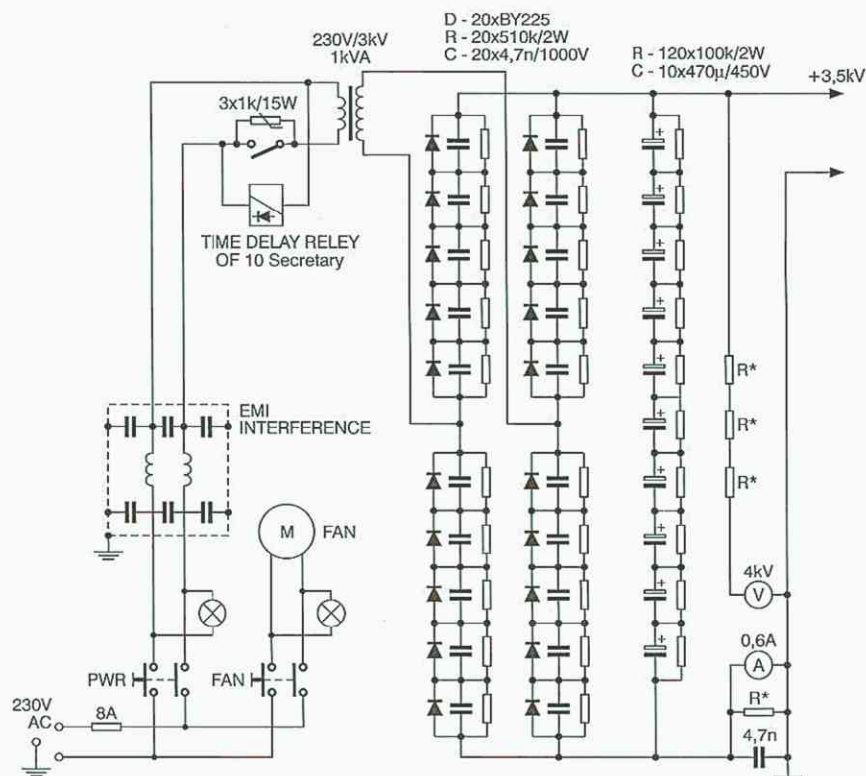 D - 20xBY225
R - 20x510k/2W
C - 20x4,7n/1000V
230V/3kV
1kVA
R - 120x100k/2W
C - 10x470µ/450V
+3,5kV
3x1k/15W
TIME DELAY RELEY
OF 10 Secretary
EMI
INTERFERENCE
R*
R*
R*
M
FAN
4kV
V
0,6A
A
PWR
FAN
R*
230V
AC
8A
4,7n
+
+
+
+
+
+
+
+
+
+